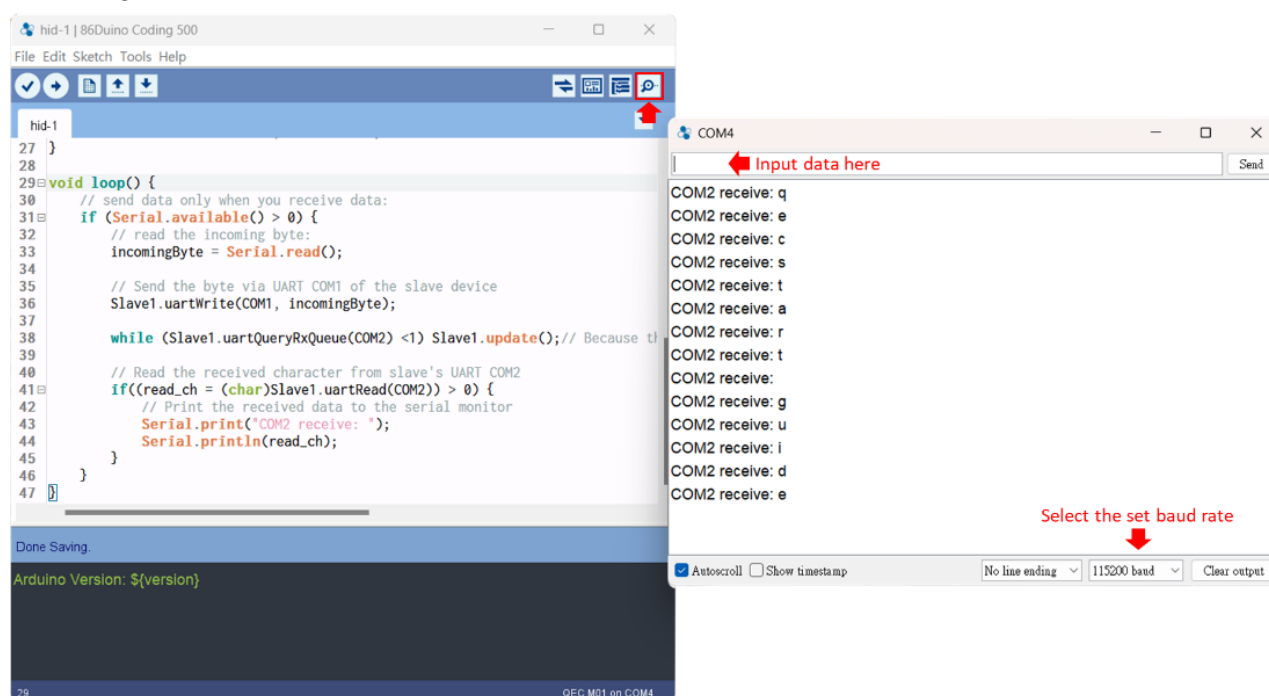 hid-1 | 86Duino Coding 500
File Edit Sketch Tools Help
hid-1
27 }
28
29 void loop() {
30 // send data only when you receive data:
31 if (Serial.available() > 0) {
32 // read the incoming byte:
33 incomingByte = Serial.read();
34
35 // Send the byte via UART COM1 of the slave device
36 Slave1.uartWrite(COM1, incomingByte);
37
38 while (Slave1.uartQueryRxQueue(COM2) <1) Slave1.update();// Because th
39
40 // Read the received character from slave's UART COM2
41 if((read_ch = (char)Slave1.uartRead(COM2)) > 0) {
42 // Print the received data to the serial monitor
43 Serial.print("COM2 receive: ");
44 Serial.println(read_ch);
45 }
46 }
47 }
Done Saving.
Arduino Version: ${version}
29
QEC M01 on COM4
COM4
Input data here
Send
COM2 receive: q
COM2 receive: e
COM2 receive: c
COM2 receive: s
COM2 receive: t
COM2 receive: a
COM2 receive: r
COM2 receive: t
COM2 receive:
COM2 receive: g
COM2 receive: u
COM2 receive: i
COM2 receive: d
COM2 receive: e
Select the set baud rate
Autoscroll Show timestamp No line ending 115200 baud Clear output